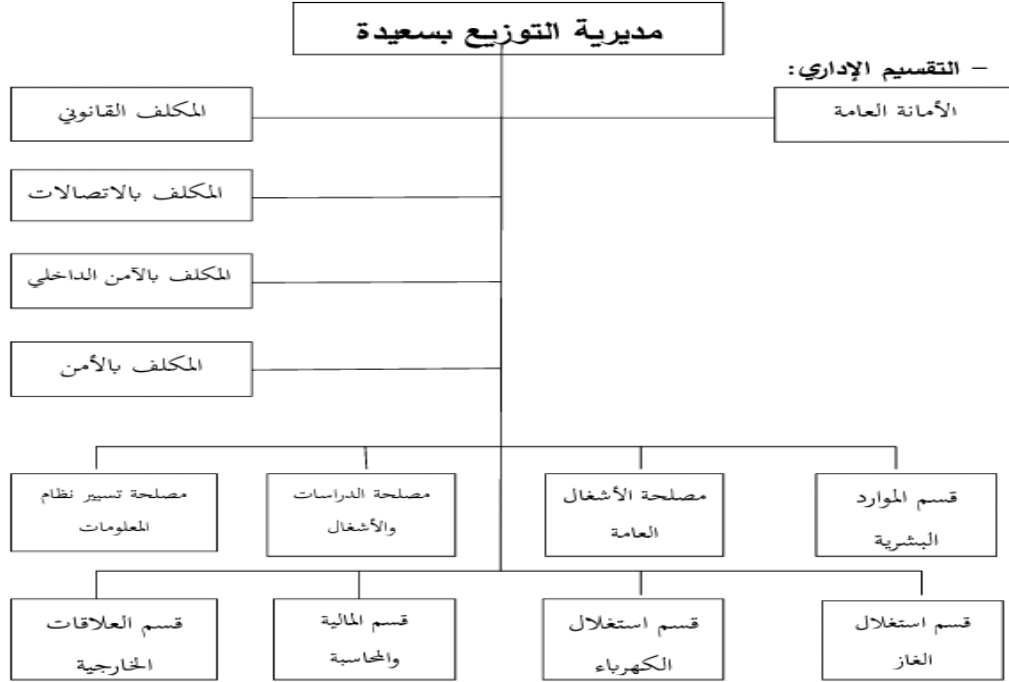 مديرية التوزيع بسعيدة
– التقسيم الإداري:
الأمانة العامة
المكلف القانوني
المكلف بالاتصالات
المكلف بالآمن الداخلي
المكلف بالأمن
قسم الموارد
البشرية
مصلحة الأشغال
العامة
مصلحة الدراسات
والأشغال
مصلحة تسيير نظام
المعلومات
قسم استغلال
الغاز
قسم استغلال
الكهرباء
قسم المالية
والمحاسبة
قسم العلاقات
الخارجية